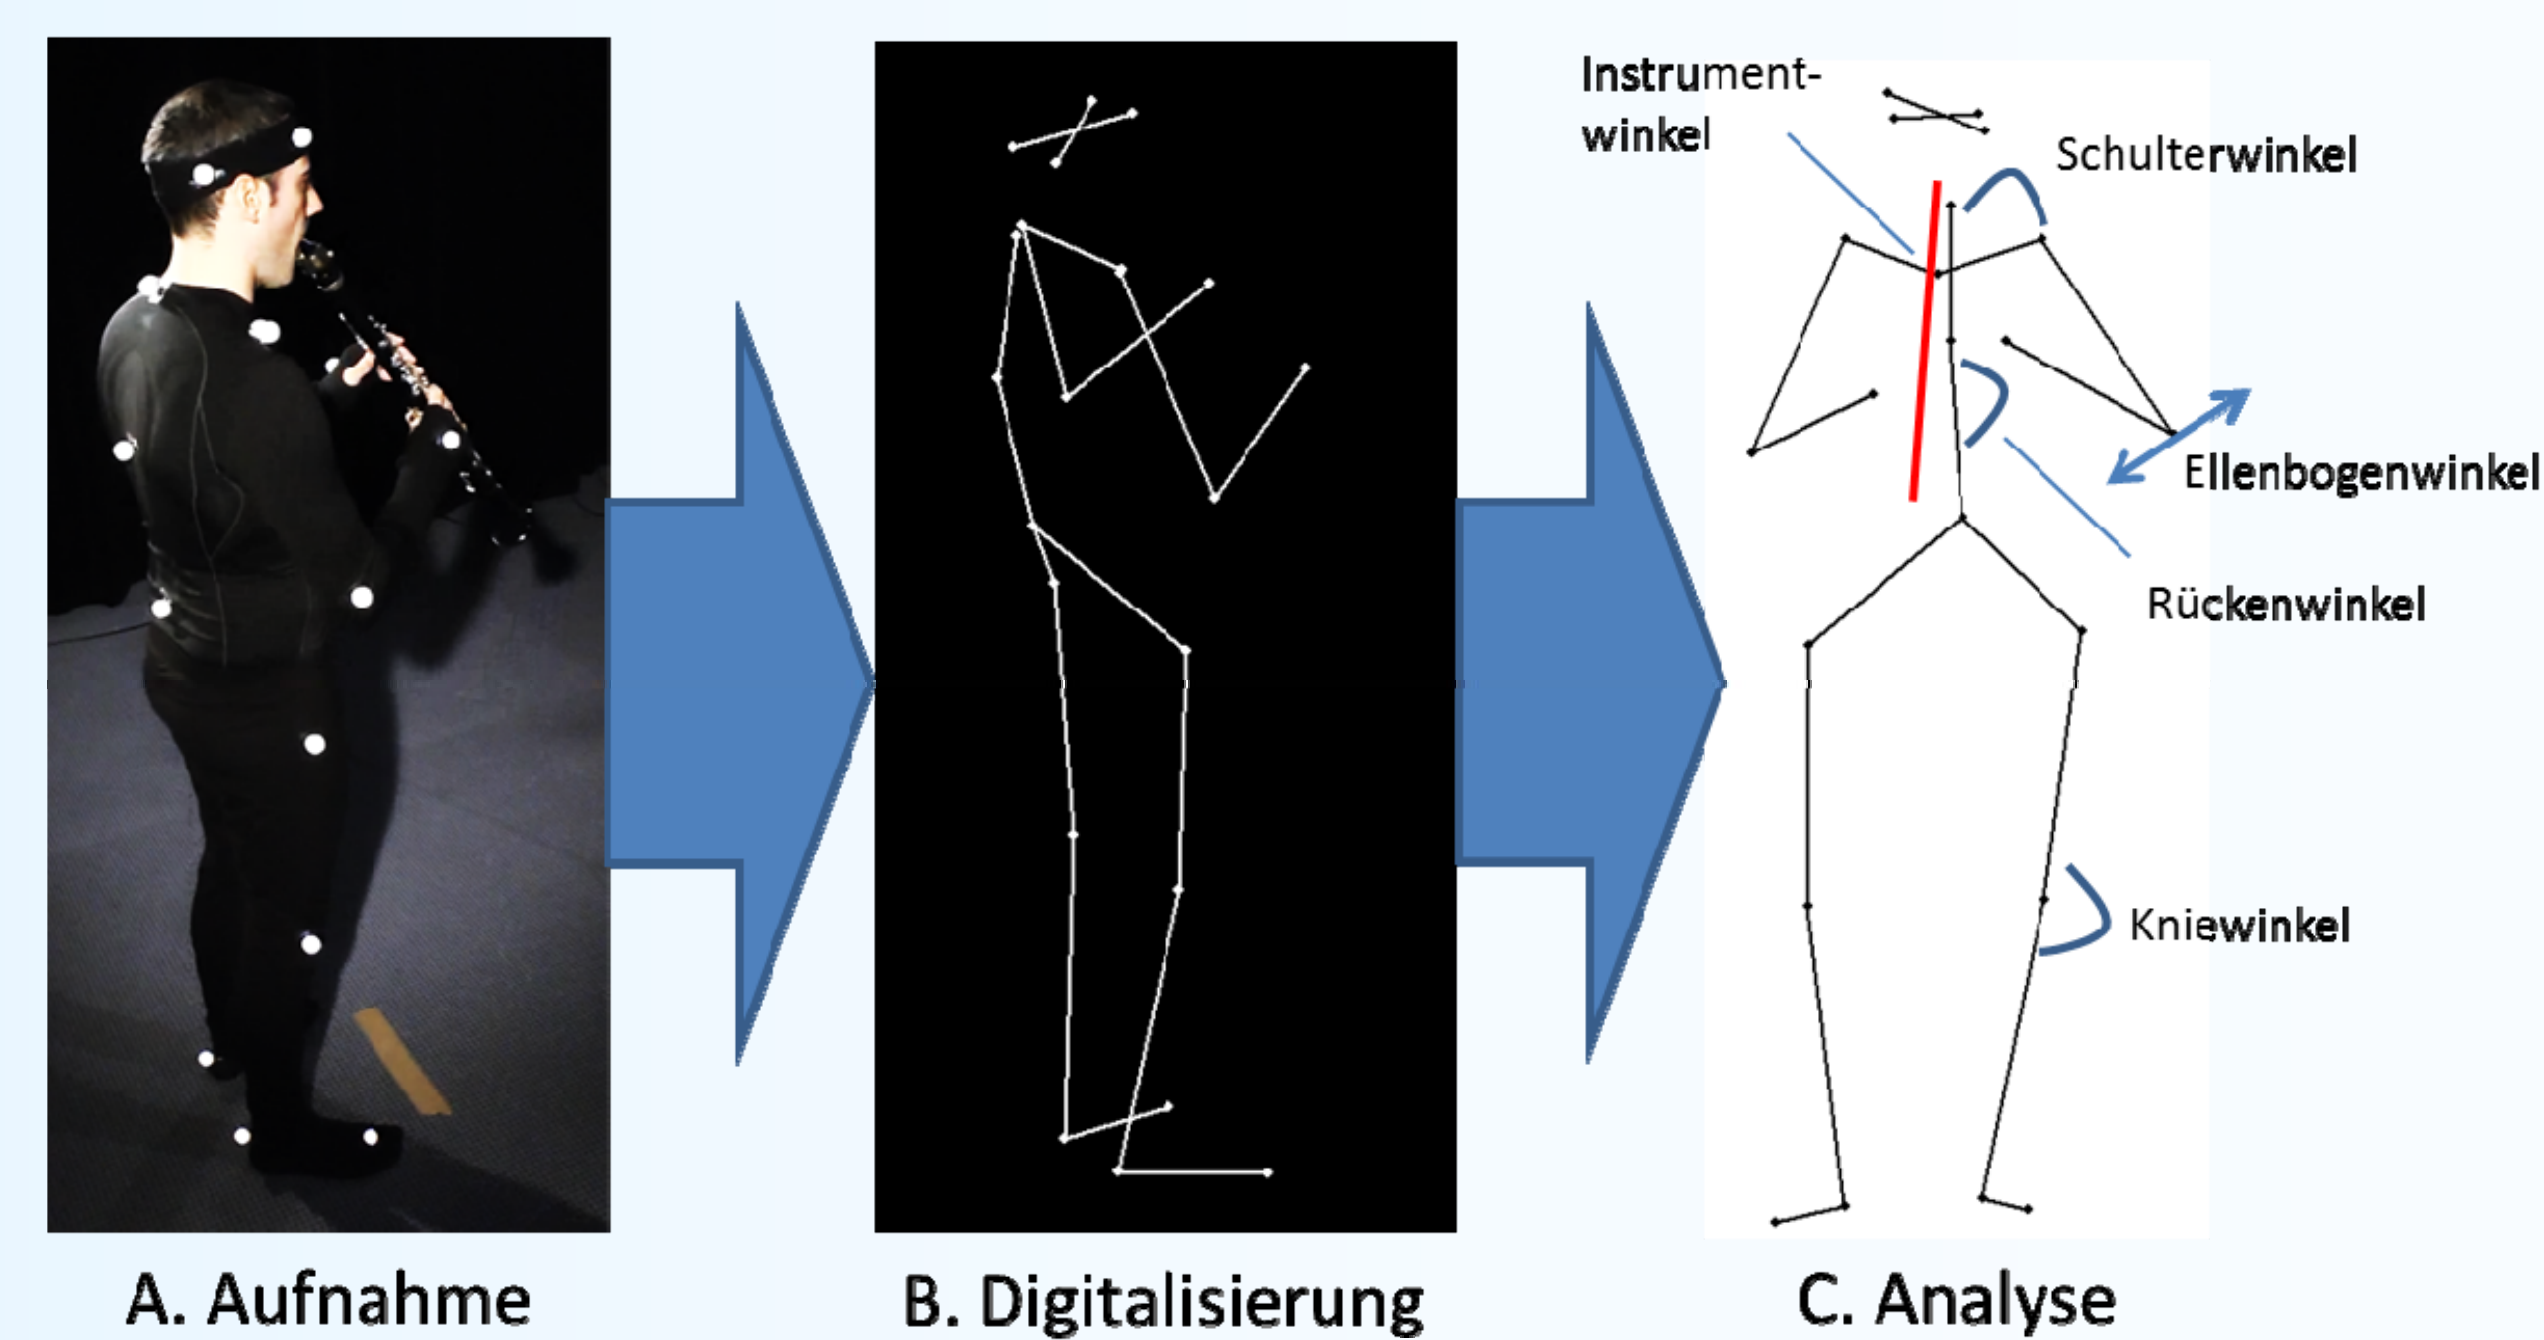 Instrument-
winkel
Schulterwinkel
Ellenbogenwinkel
Rückenwinkel
Kniewinkel
A. Aufnahme
B. Digitalisierung
C. Analyse